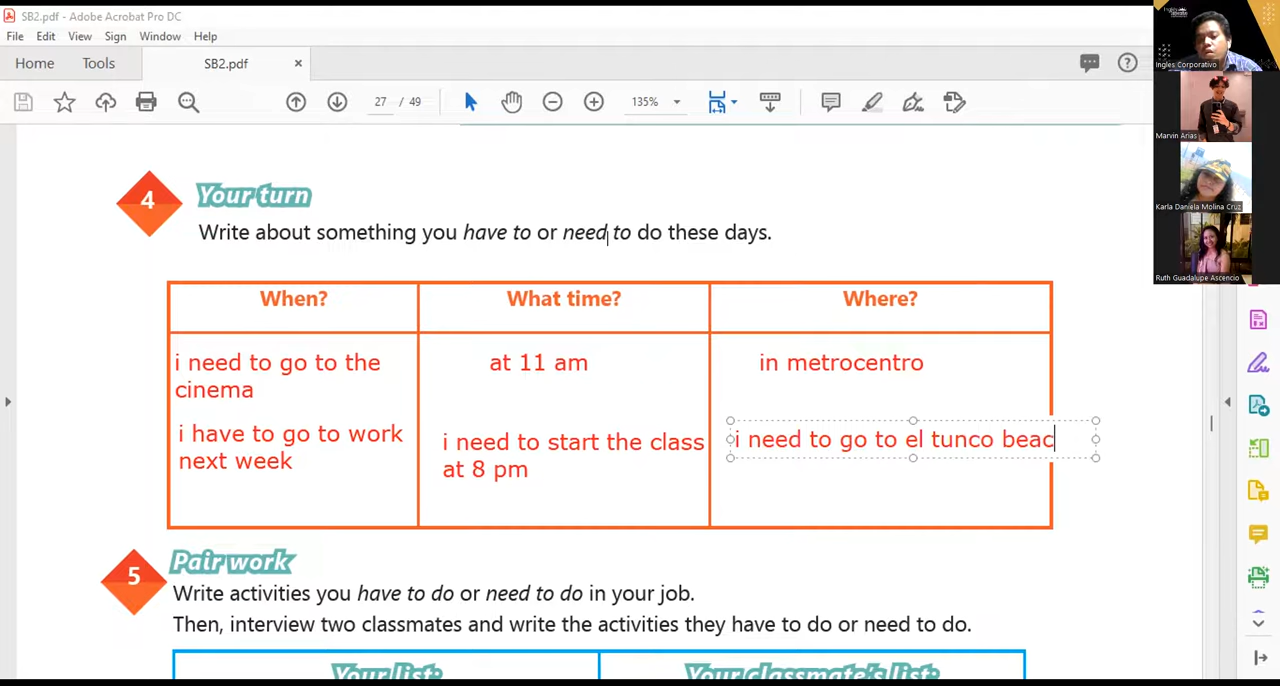 SB2.pdf - Adobe Acrobat Pro DC
File Edit View Sign Window Help
Home Tools SB2.pdf ×
27 / 49 135%
Ingles Corporativo
Marvin Arias
Karla Daniela Molina Cruz
Ruth Guadalupe Ascencio
4 Your turn
Write about something you have to or need to do these days.
When? What time? Where?
i need to go to the
cinema
at 11 am
in metrocentro
i have to go to work
next week
i need to start the class
at 8 pm
i need to go to el tunco beac
5 Pair work
Write activities you have to do or need to do in your job.
Then, interview two classmates and write the activities they have to do or need to do.
Your list: Your classmate's list: